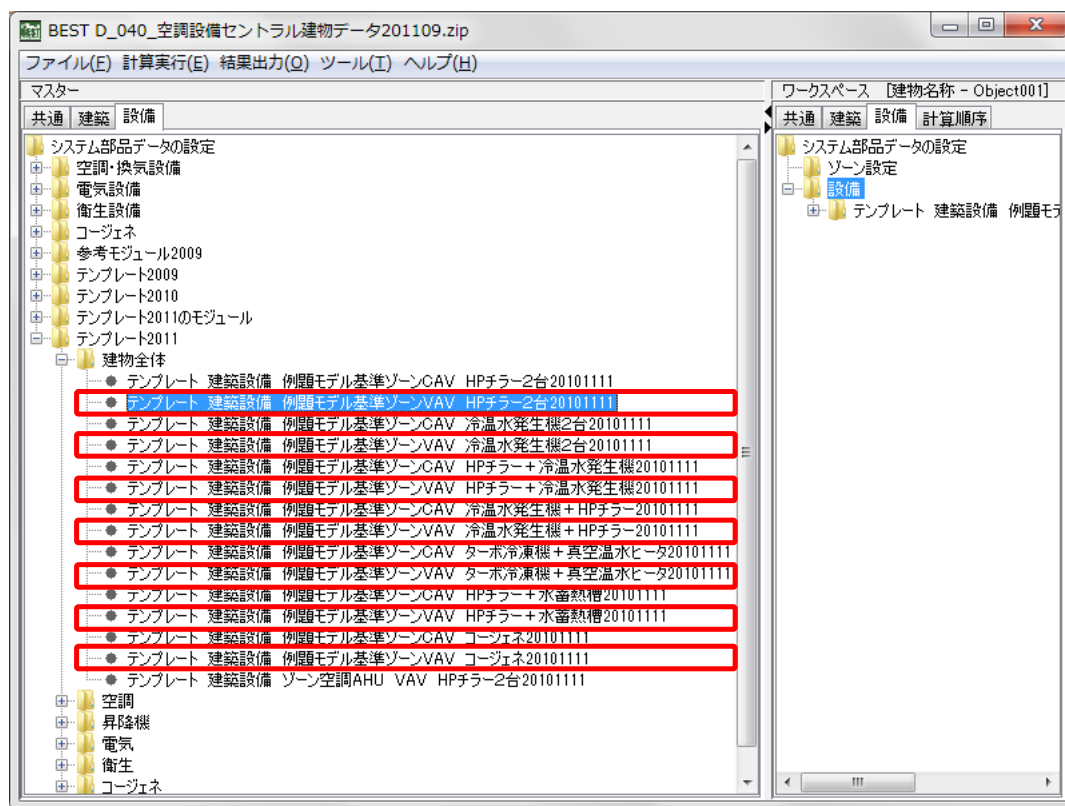 BEST D_040_空調設備セントラル建物データ201109.zip
ファイル(F) 計算実行(E) 結果出力(O) ツール(T) ヘルプ(H)
マスター
共通 建築 設備
システム部品データの設定
空調・換気設備
電気設備
衛生設備
コージェネ
参考モジュール2009
テンプレート2009
テンプレート2010
テンプレート2011のモジュール
テンプレート2011
建物全体
テンプレート 建築設備 例題モデル基準ゾーンCAV HPチラー2台20101111
テンプレート 建築設備 例題モデル基準ゾーンVAV HPチラー2台20101111
テンプレート 建築設備 例題モデル基準ゾーンCAV 冷温水発生機2台20101111
テンプレート 建築設備 例題モデル基準ゾーンVAV 冷温水発生機2台20101111
テンプレート 建築設備 例題モデル基準ゾーンCAV HPチラー+冷温水発生機20101111
テンプレート 建築設備 例題モデル基準ゾーンVAV HPチラー+冷温水発生機20101111
テンプレート 建築設備 例題モデル基準ゾーンCAV 冷温水発生機+HPチラー20101111
テンプレート 建築設備 例題モデル基準ゾーンVAV 冷温水発生機+HPチラー20101111
テンプレート 建築設備 例題モデル基準ゾーンCAV ターボ冷凍機+真空温水ヒータ20101111
テンプレート 建築設備 例題モデル基準ゾーンVAV ターボ冷凍機+真空温水ヒータ20101111
テンプレート 建築設備 例題モデル基準ゾーンCAV HPチラー+水蓄熱槽20101111
テンプレート 建築設備 例題モデル基準ゾーンVAV HPチラー+水蓄熱槽20101111
テンプレート 建築設備 例題モデル基準ゾーンCAV コージェネ20101111
テンプレート 建築設備 例題モデル基準ゾーンVAV コージェネ20101111
テンプレート 建築設備 ゾーン空調AHU VAV HPチラー2台20101111
空調
昇降機
電気
衛生
コージェネ
ワークスペース [建物名称 - Object001]
共通 建築 設備 計算順序
システム部品データの設定
ゾーン設定
設備
テンプレート 建築設備 例題モデ